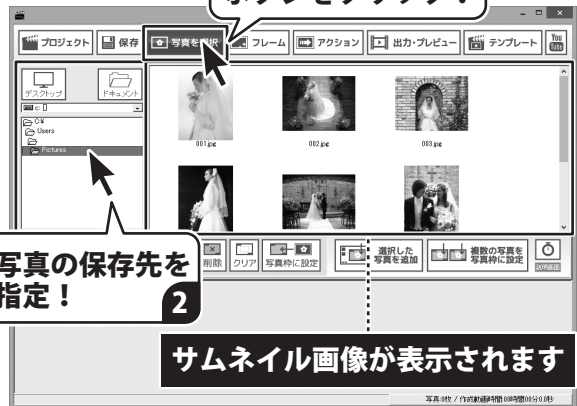 ボタンをクリック!
プロジェクト 保存 写真を選択 フレーム アクション 出力・プレビュー テンプレート You Tube
デスクトップ ドキュメント
c: []
C:¥
Users
Pictures
001.jpg 002.jpg 003.jpg
削除 クリア 写真枠に設定 選択した写真を追加 複数の写真を写真枠に設定
写真の保存先を
指定!
2
サムネイル画像が表示されます
写真:0枚 / 作成動画時間:00時間00分0.0秒